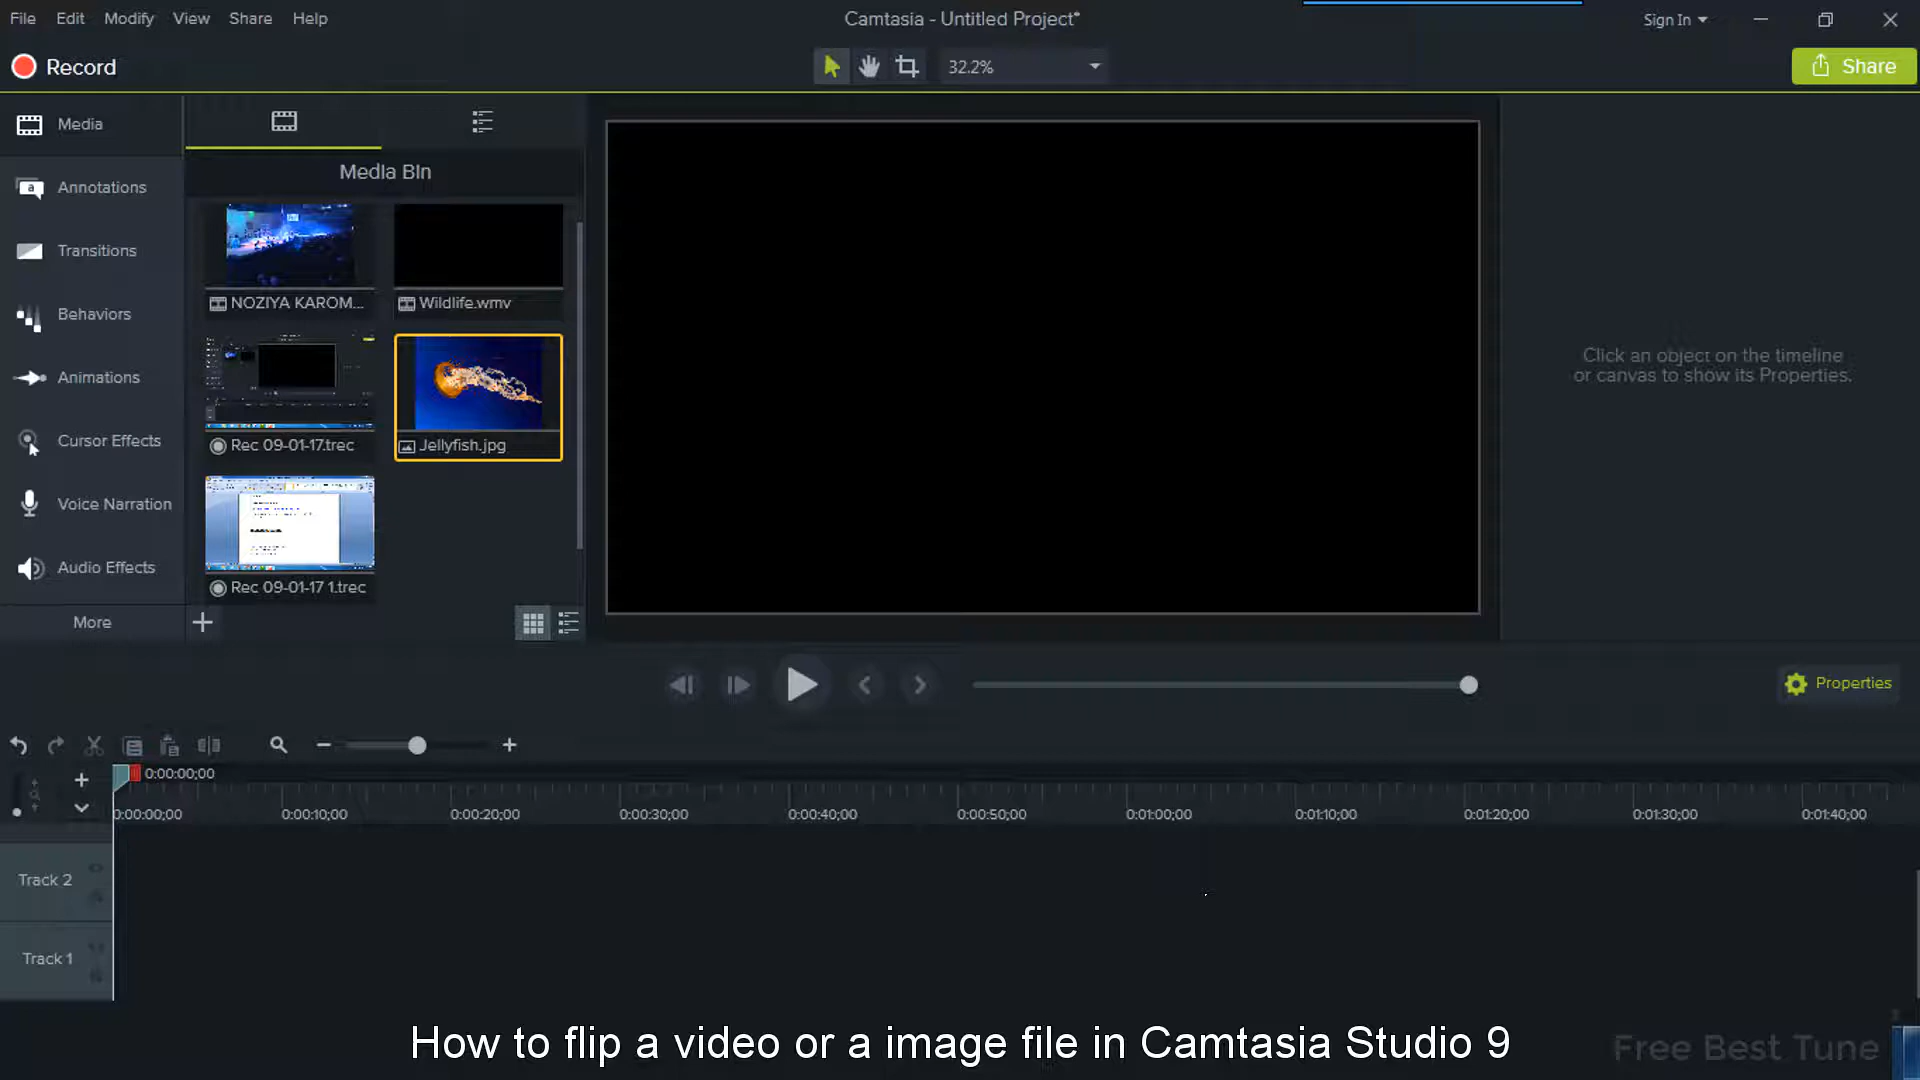 File Edit Modify View Share Help
Camtasia - Untitled Project*
Sign In
Record
32.2%
Share
Media
Annotations
Transitions
Behaviors
Animations
Cursor Effects
Voice Narration
Audio Effects
More
Media Bin
NOZIYA KAROM...
Wildlife.wmv
Rec 09-01-17.trec
Jellyfish.jpg
Rec 09-01-17 1.trec
Click an object on the timeline
or canvas to show its Properties.
Properties
0:00:00;00
0:00:00;00 0:00:10;00 0:00:20;00 0:00:30;00 0:00:40;00 0:00:50;00 0:01:00;00 0:01:10;00 0:01:20;00 0:01:30;00 0:01:40;00
Track 2
Track 1
How to flip a video or a image file in Camtasia Studio 9
Free Best Tune